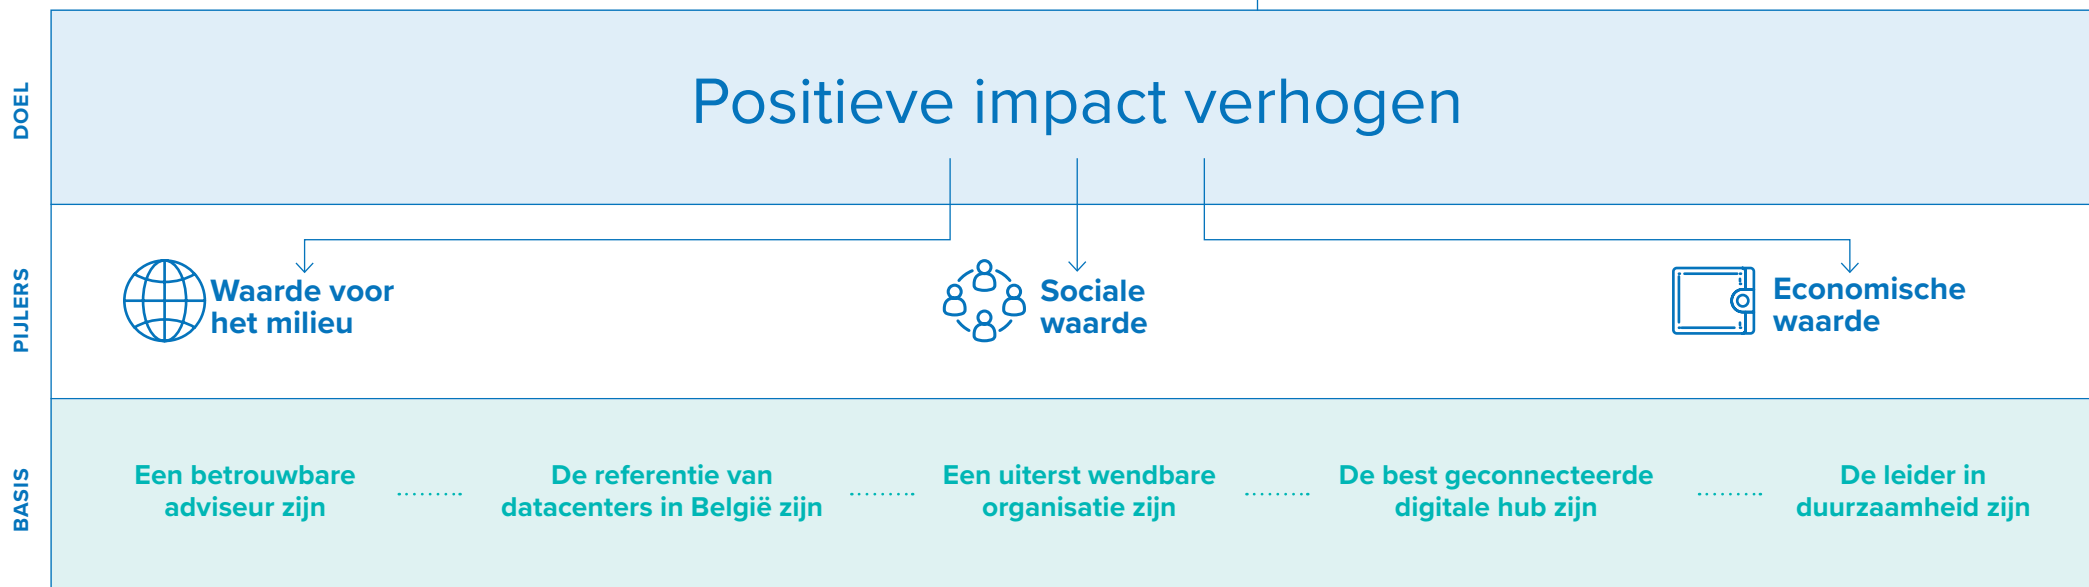 DOEL
Positieve impact verhogen
PIJLERS
Waarde voor
het milieu
Sociale
waarde
Economische
waarde
BASIS
Een betrouwbare
adviseur zijn
De referentie van
datacenters in België zijn
Een uiterst wendbare
organisatie zijn
De best geconnecteerde
digitale hub zijn
De leider in
duurzaamheid zijn